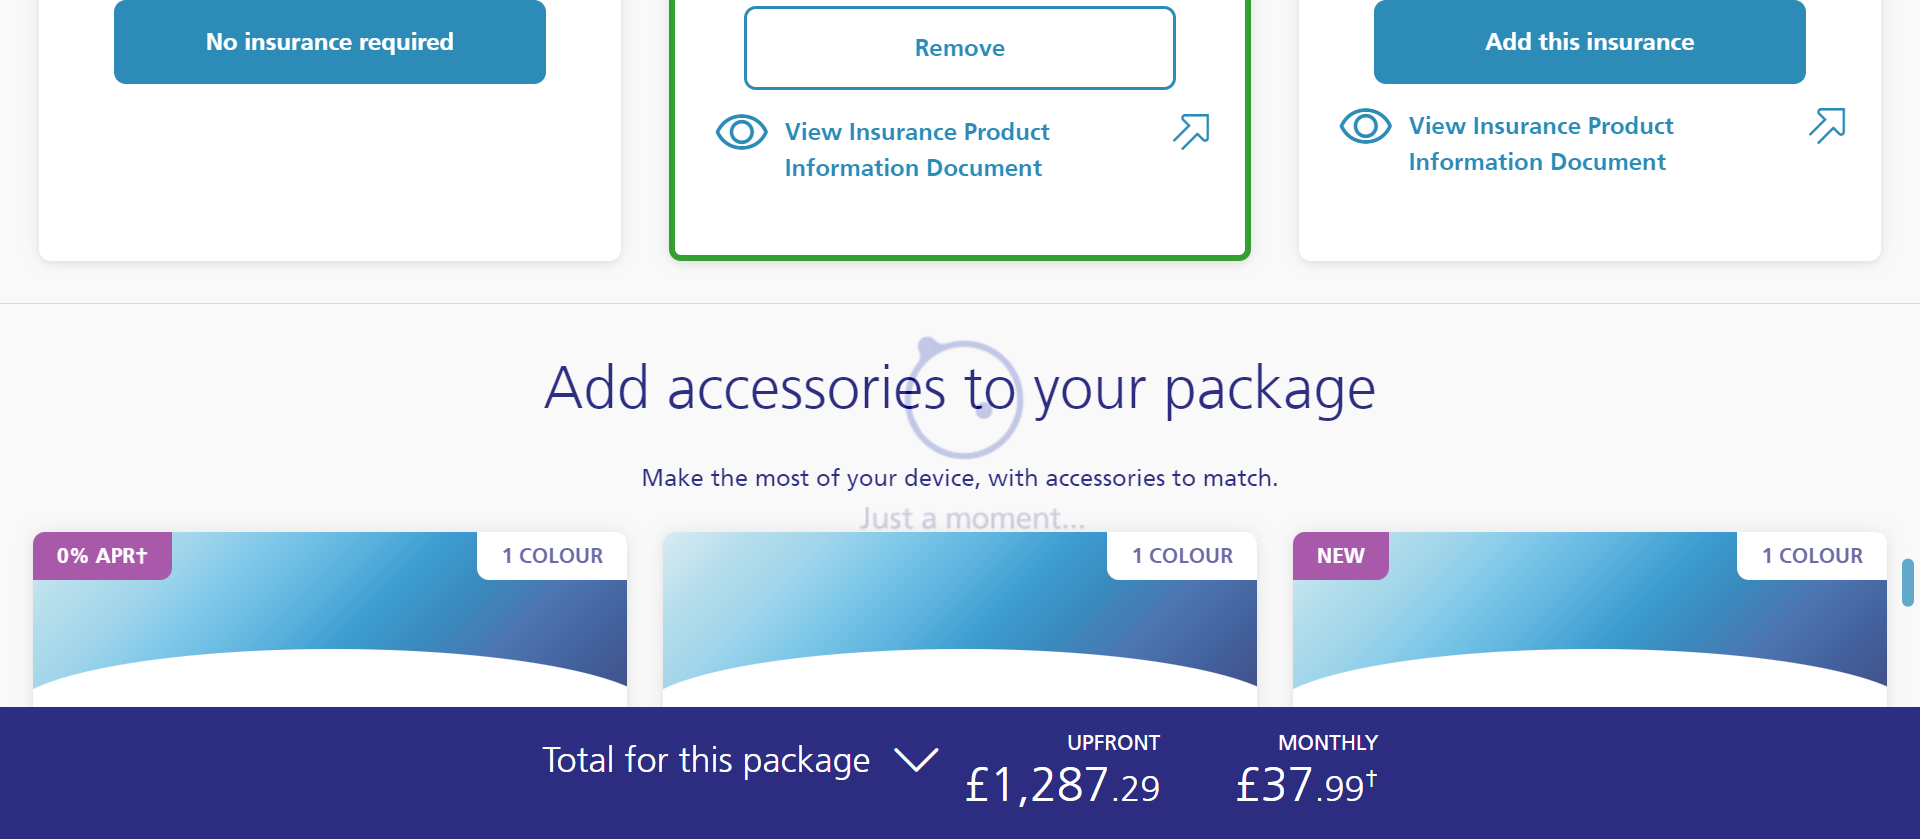 No insurance required
Remove
Add this insurance
View Insurance Product
Information Document
View Insurance Product
Information Document
Add accessories to your package
Make the most of your device, with accessories to match.
Just a moment...
0% APR†
1 COLOUR
1 COLOUR
NEW
1 COLOUR
Total for this package
UPFRONT
£1,287.29
MONTHLY
£37.99†